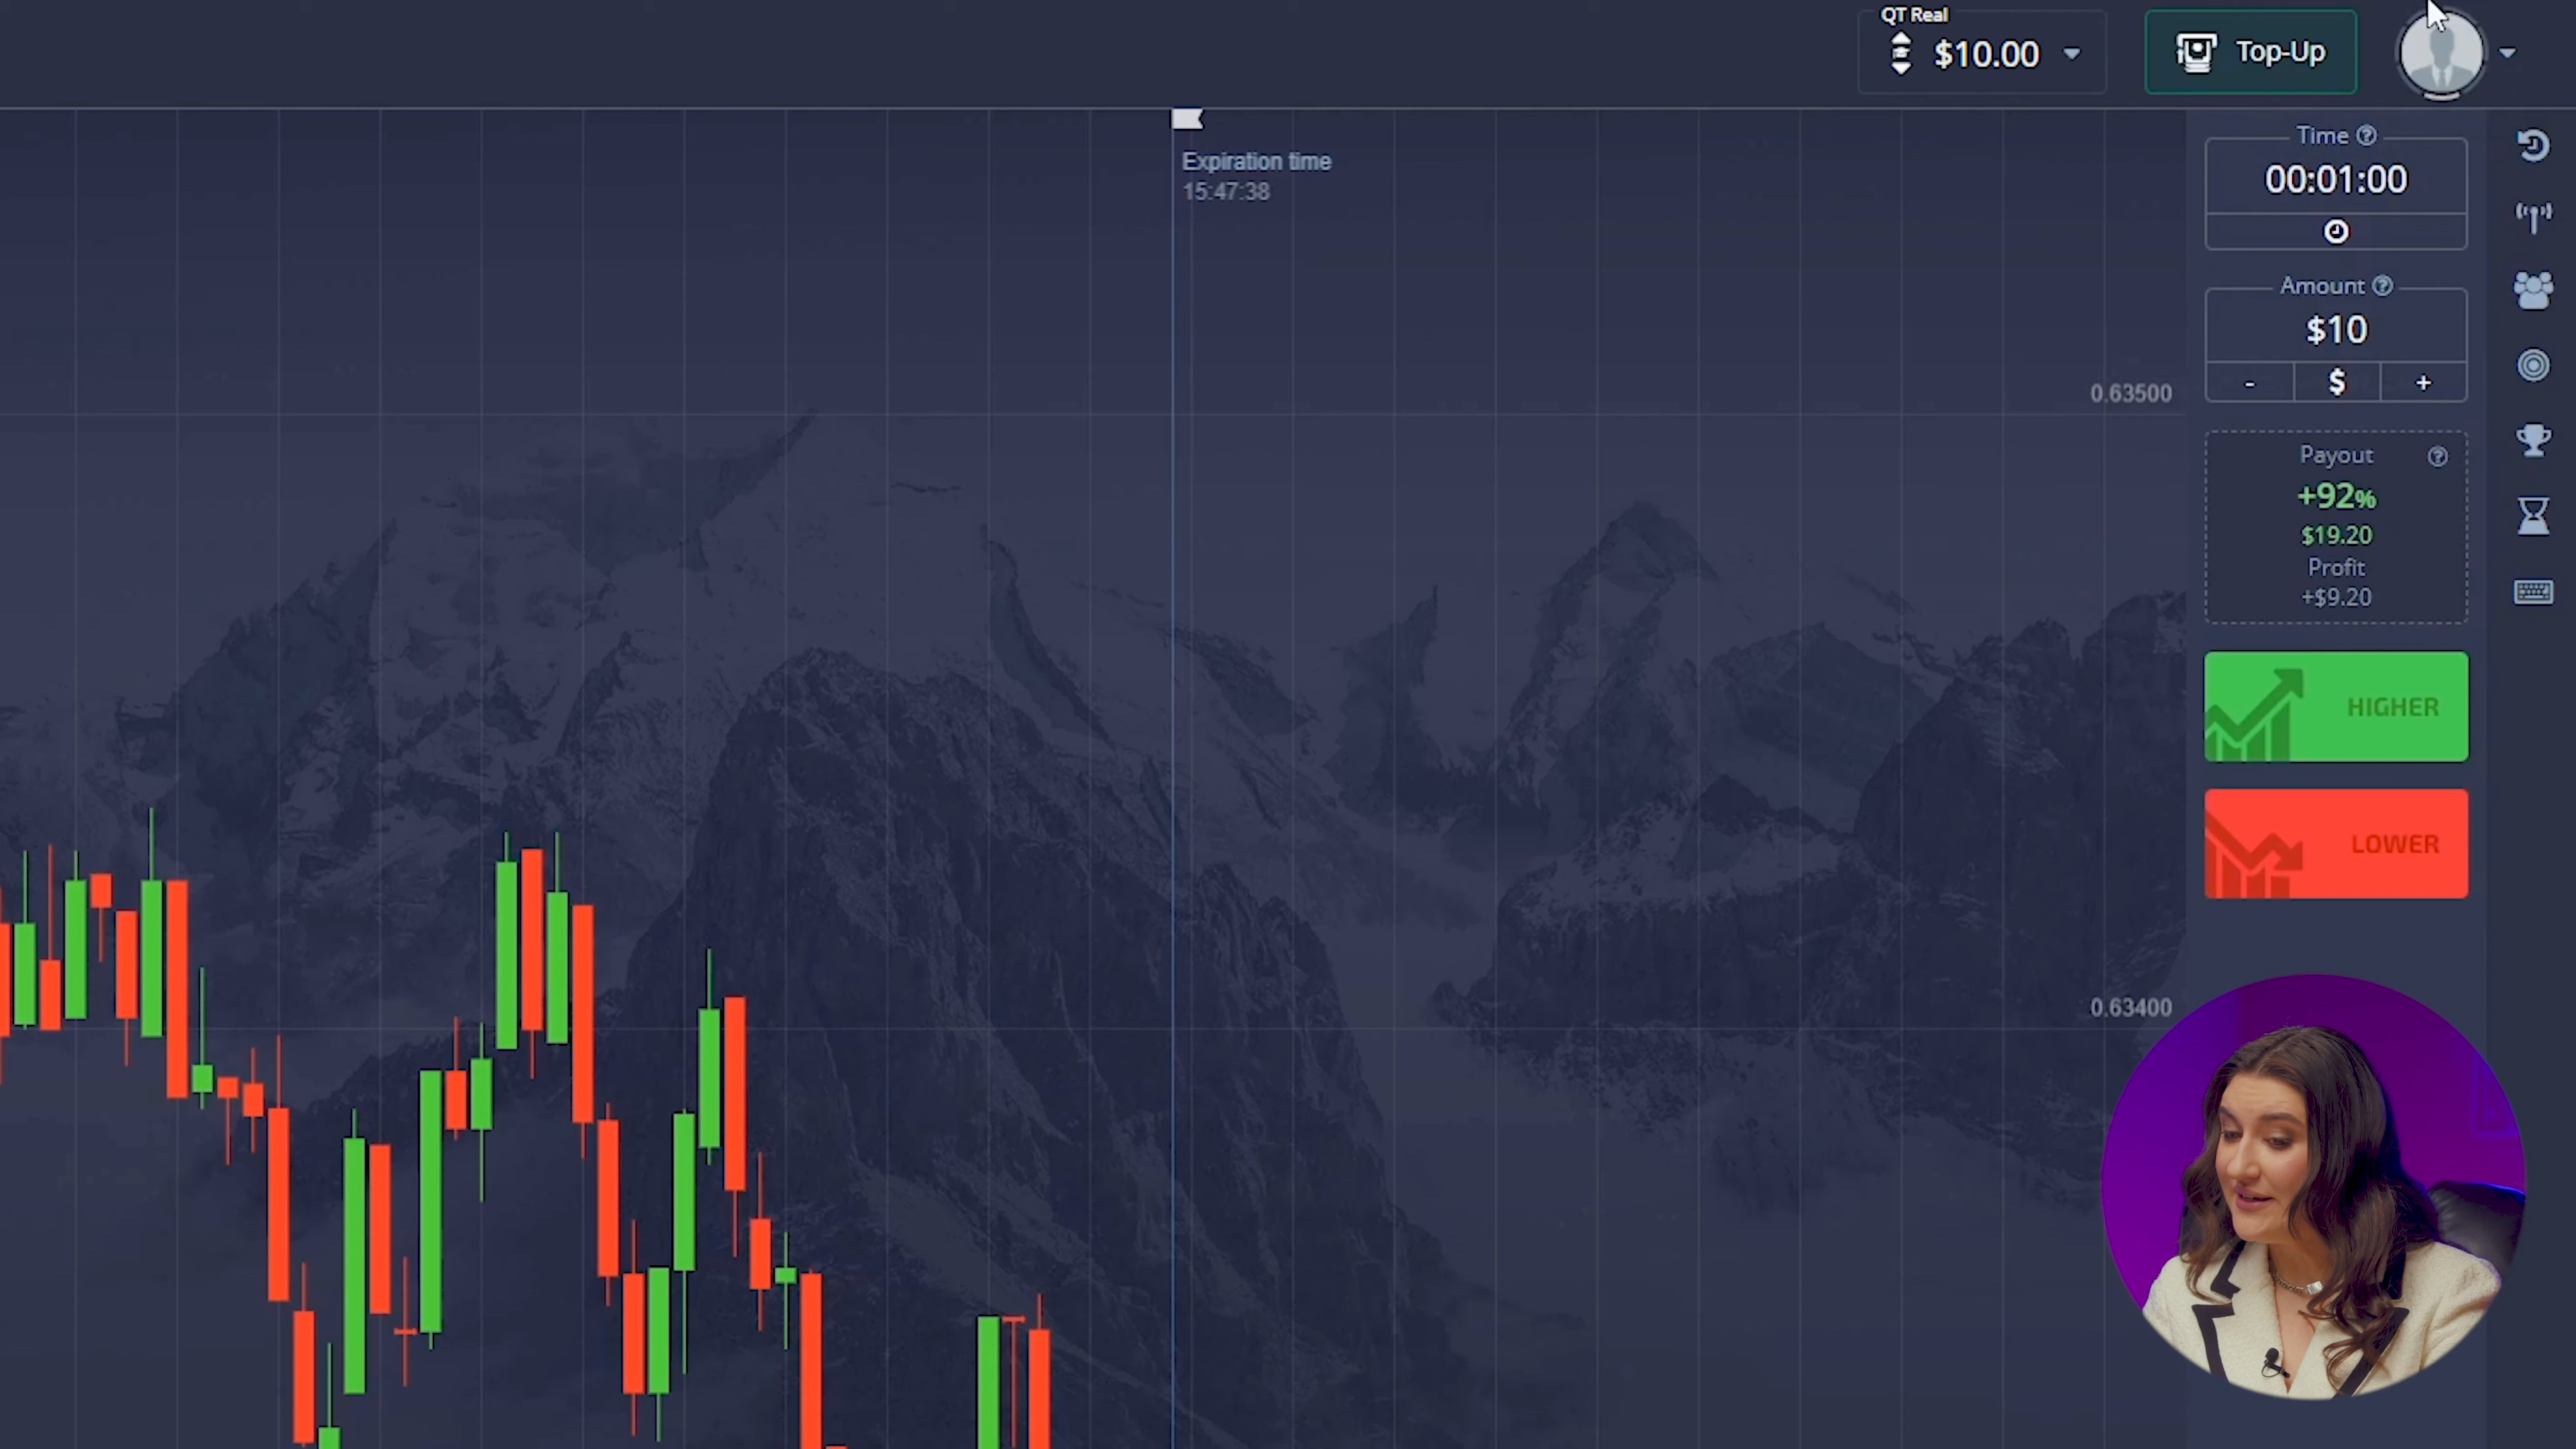 QT Real
$10.00
Top-Up
Expiration time
15:47:38
Time
00:01:00
Amount
$10
- $ +
0.63500
Payout
+92%
$19.20
Profit
+$9.20
HIGHER
LOWER
0.63400